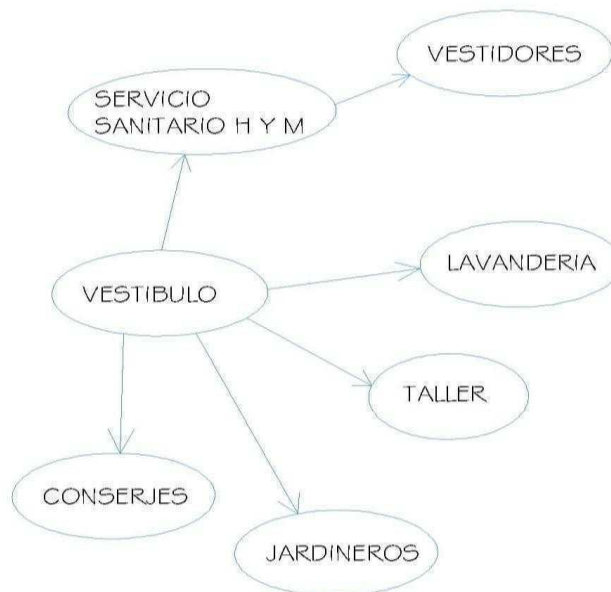 VESTIDORES
SERVICIO
SANITARIO H Y M
LAVANDERIA
VESTIBULO
TALLER
CONSERJES
JARDINEROS